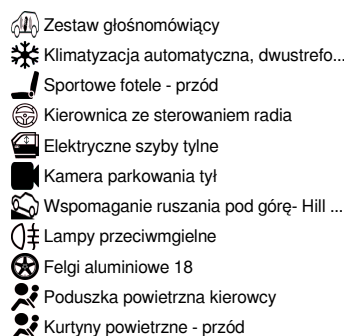 Zestaw głośnomówiący
Klimatyzacja automatyczna, dwustrefo...
Sportowe fotele - przód
Kierownica ze sterowaniem radia
Elektryczne szyby tylne
Kamera parkowania tył
Wspomaganie ruszania pod górę- Hill ...
Lampy przeciwmgielne
Felgi aluminiowe 18
Poduszka powietrzna kierowcy
Kurtyny powietrzne - przód